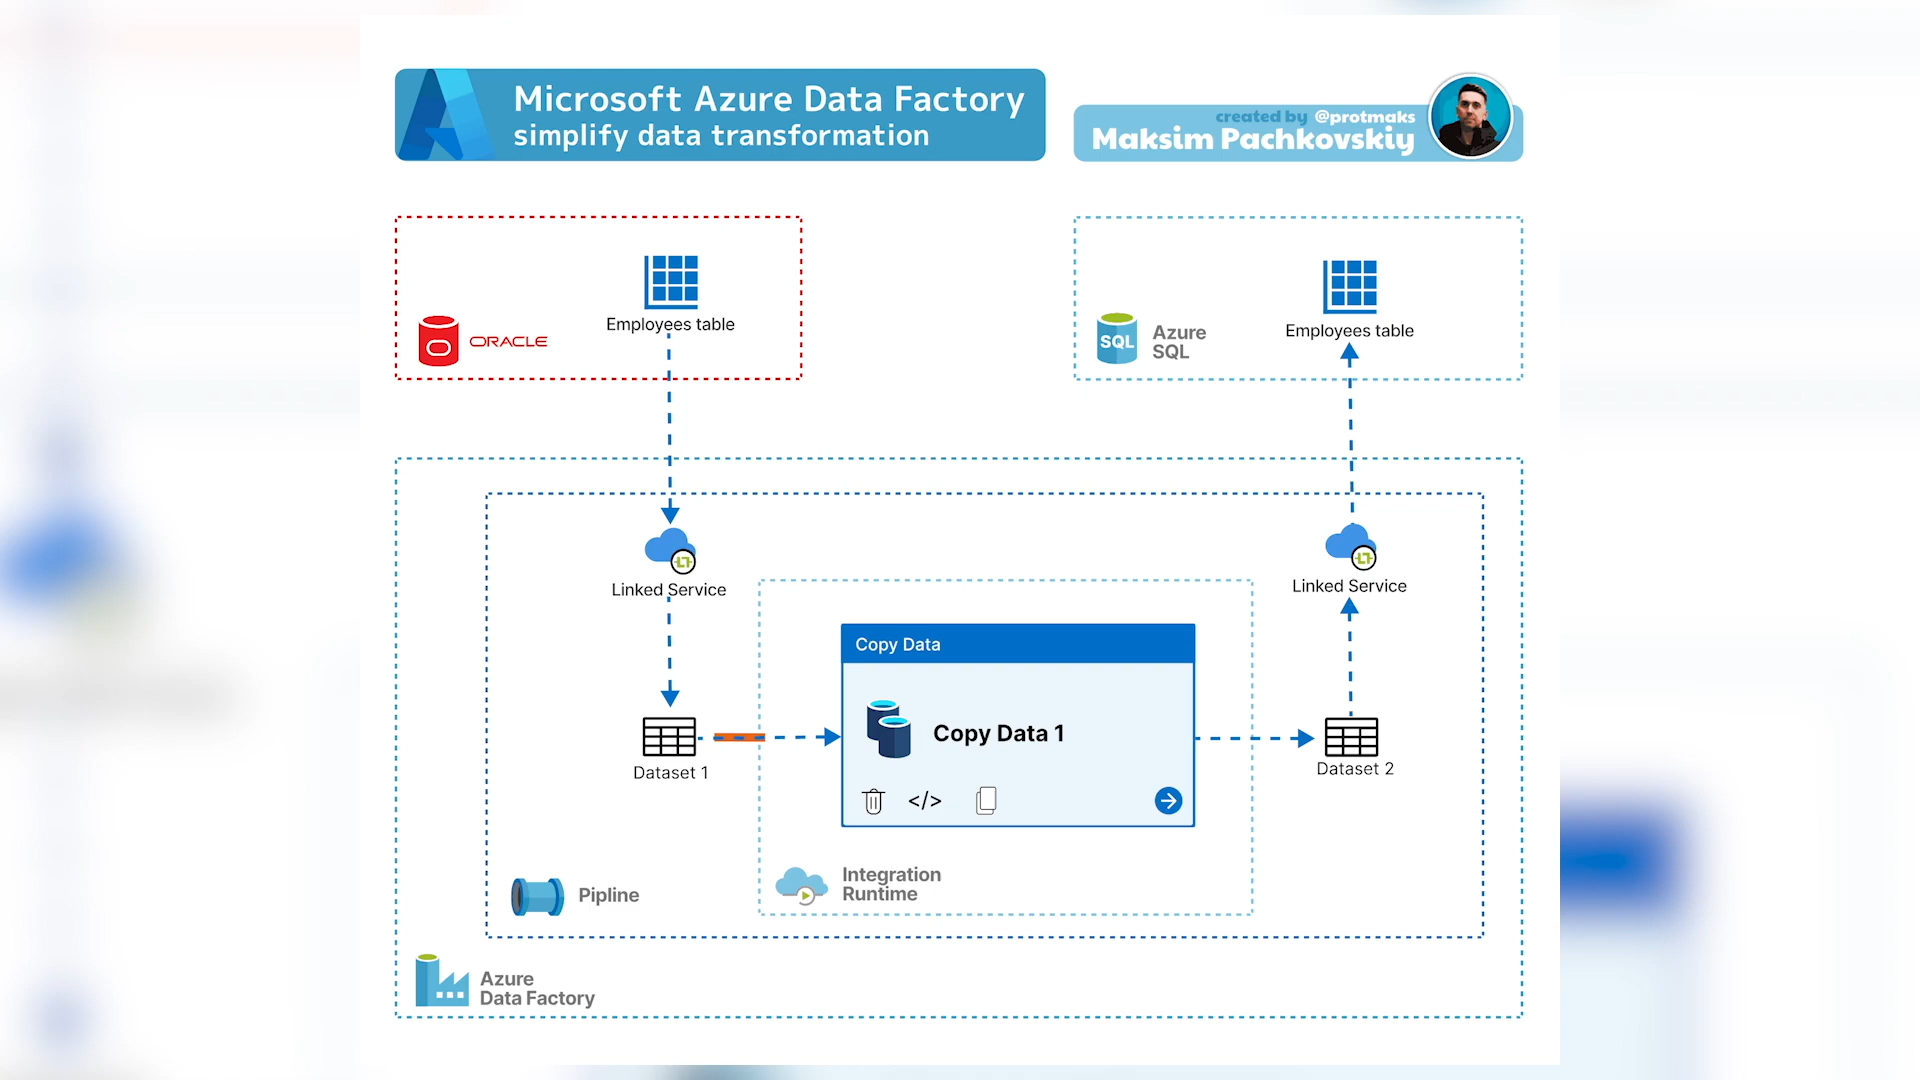 Microsoft Azure Data Factory
simplify data transformation
created by @protmaks
Maksim Pachkovskiy
Employees table
ORACLE
Employees table
SQL
Azure
SQL
Linked Service
Linked Service
Copy Data
Copy Data 1
</>
Dataset 1
Dataset 2
Integration
Runtime
Pipline
Azure
Data Factory